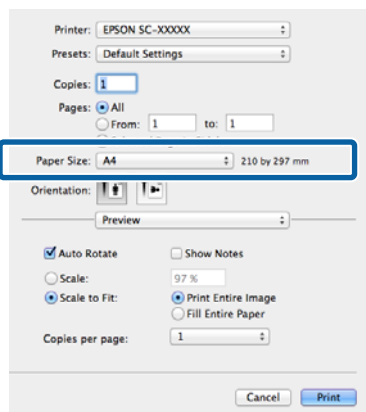 Printer: EPSON SC-XXXXX
Presets: Default Settings
Copies: 1
Pages: All
From: 1 to: 1
Paper Size: A4 210 by 297 mm
Orientation:
Preview
Auto Rotate Show Notes
Scale: 97 %
Scale to Fit: Print Entire Image
Fill Entire Paper
Copies per page: 1
Cancel Print